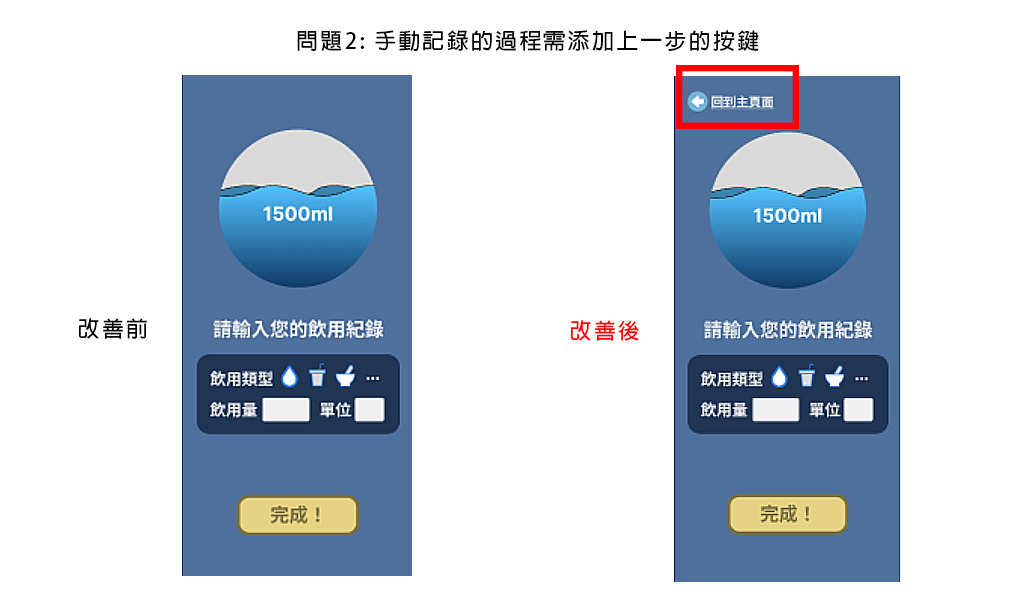 問題2: 手動記錄的過程需添加上一步的按鍵
改善前
1500ml
請輸入您的飲用紀錄
飲用類型 ...
飲用量 單位
完成！
改善後
回到主頁面
1500ml
請輸入您的飲用紀錄
飲用類型 ...
飲用量 單位
完成！